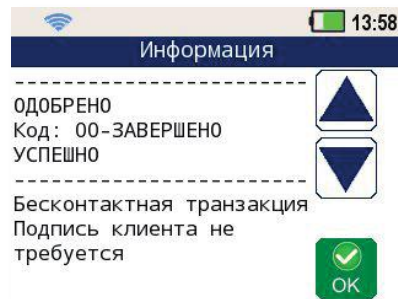 13:58
Информация
------------------------
ОДОБРЕНО
Код: 00-ЗАВЕРШЕНО
УСПЕШНО
------------------------
Бесконтактная транзакция
Подпись клиента не
требуется
OK